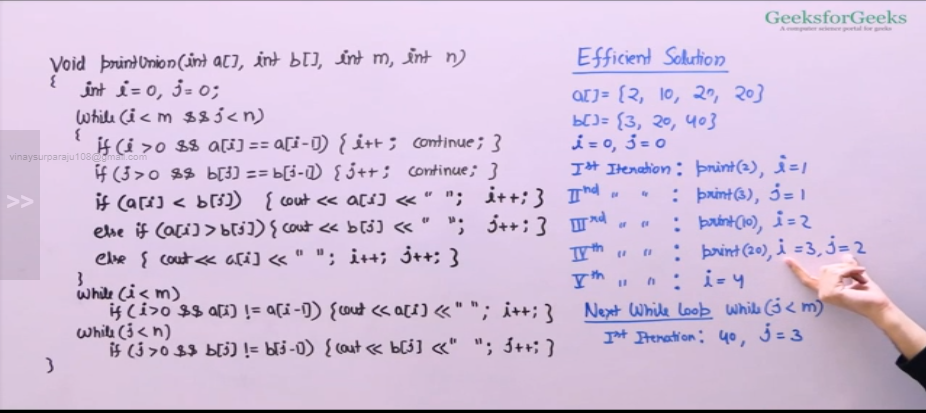 GeeksforGeeks
A computer science portal for geeks
Void printUnion(int a[], int b[], int m, int n)
{
int i=0, j=0;
while(i<m && j<n)
{
if (i>0 && a[i]==a[i-1]) { i++; continue; }
if (j>0 && b[j]==b[j-1]) { j++; continue; }
if (a[i] < b[j]) { cout << a[i] << " "; i++; }
else if (a[i]>b[j]) { cout << b[j] << " "; j++; }
else { cout << a[i] << " "; i++; j++; }
}
while(i<m)
if (i>0 && a[i] != a[i-1]) {cout << a[i] << " "; i++; }
while(j<n)
if (j>0 && b[j] != b[j-1]) {cout << b[j] << " "; j++; }
}
vinaysurparaju108@gmail.com
>>
Efficient Solution
a[]= {2, 10, 20, 20}
b[]= {3, 20, 40}
i=0, j=0
Ist Iteration: print(2), i=1
IInd " " : print(3), j=1
IIIrd " " : print(10), i=2
IVth " " : print(20), i=3, j=2
Vth " " : i=4
Next While Loop while(j<m)
Ist Iteration: 40, j=3